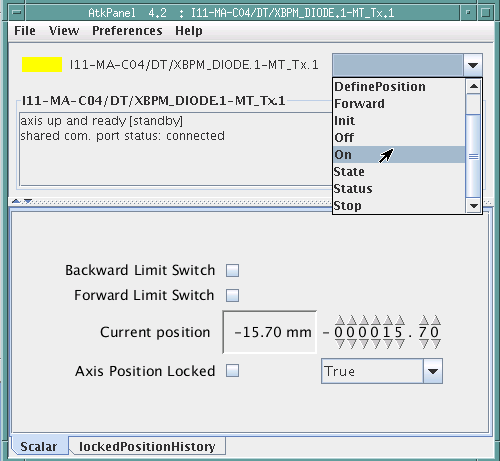 AtkPanel 4.2 : I11-MA-C04/DT/XBPM_DIODE.1-MT_Tx.1
File View Preferences Help
I11-MA-C04/DT/XBPM_DIODE.1-MT_Tx.1
I11-MA-C04/DT/XBPM_DIODE.1-MT_Tx.1
axis up and ready [standby]
shared com. port status: connected
DefinePosition
Forward
Init
Off
On
State
Status
Stop
Backward Limit Switch
Forward Limit Switch
Current position -15.70 mm -000015.70
Axis Position Locked True
Scalar lockedPositionHistory